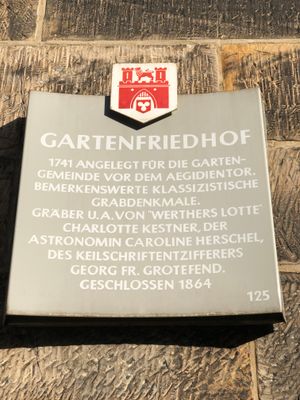 GARTENFRIEDHOF
1741 ANGELEGT FÜR DIE GARTEN-
GEMEINDE VOR DEM AEGIDIENTOR.
BEMERKENSWERTE KLASSIZISTISCHE
GRABDENKMALE.
GRÄBER U. A. VON "WERTHERS LOTTE"
CHARLOTTE KESTNER, DER
ASTRONOMIN CAROLINE HERSCHEL,
DES KEILSCHRIFTENTZIFFERERS
GEORG FR. GROTEFEND.
GESCHLOSSEN 1864
125